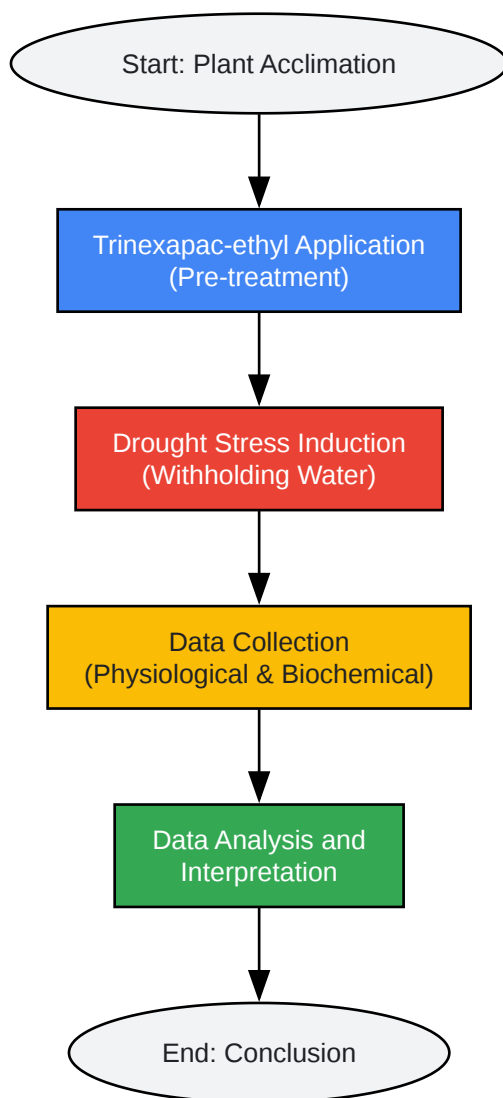 Start: Plant Acclimation
Trinexapac-ethyl Application
(Pre-treatment)
Drought Stress Induction
(Withholding Water)
Data Collection
(Physiological & Biochemical)
Data Analysis and
Interpretation
End: Conclusion